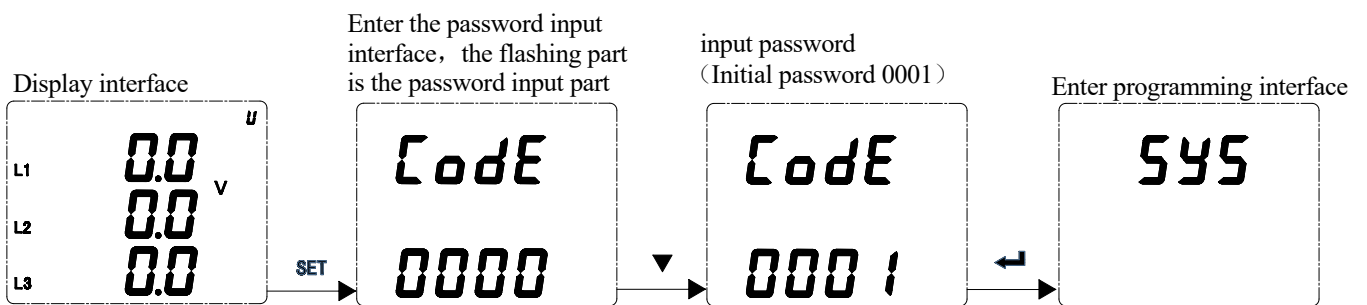 Display interface
U
L1 0.0
V
L2 0.0
L3 0.0
SET
Enter the password input
interface，the flashing part
is the password input part
CodE
0000
▼
input password
（Initial password 0001）
CodE
0001
↵
Enter programming interface
SYS